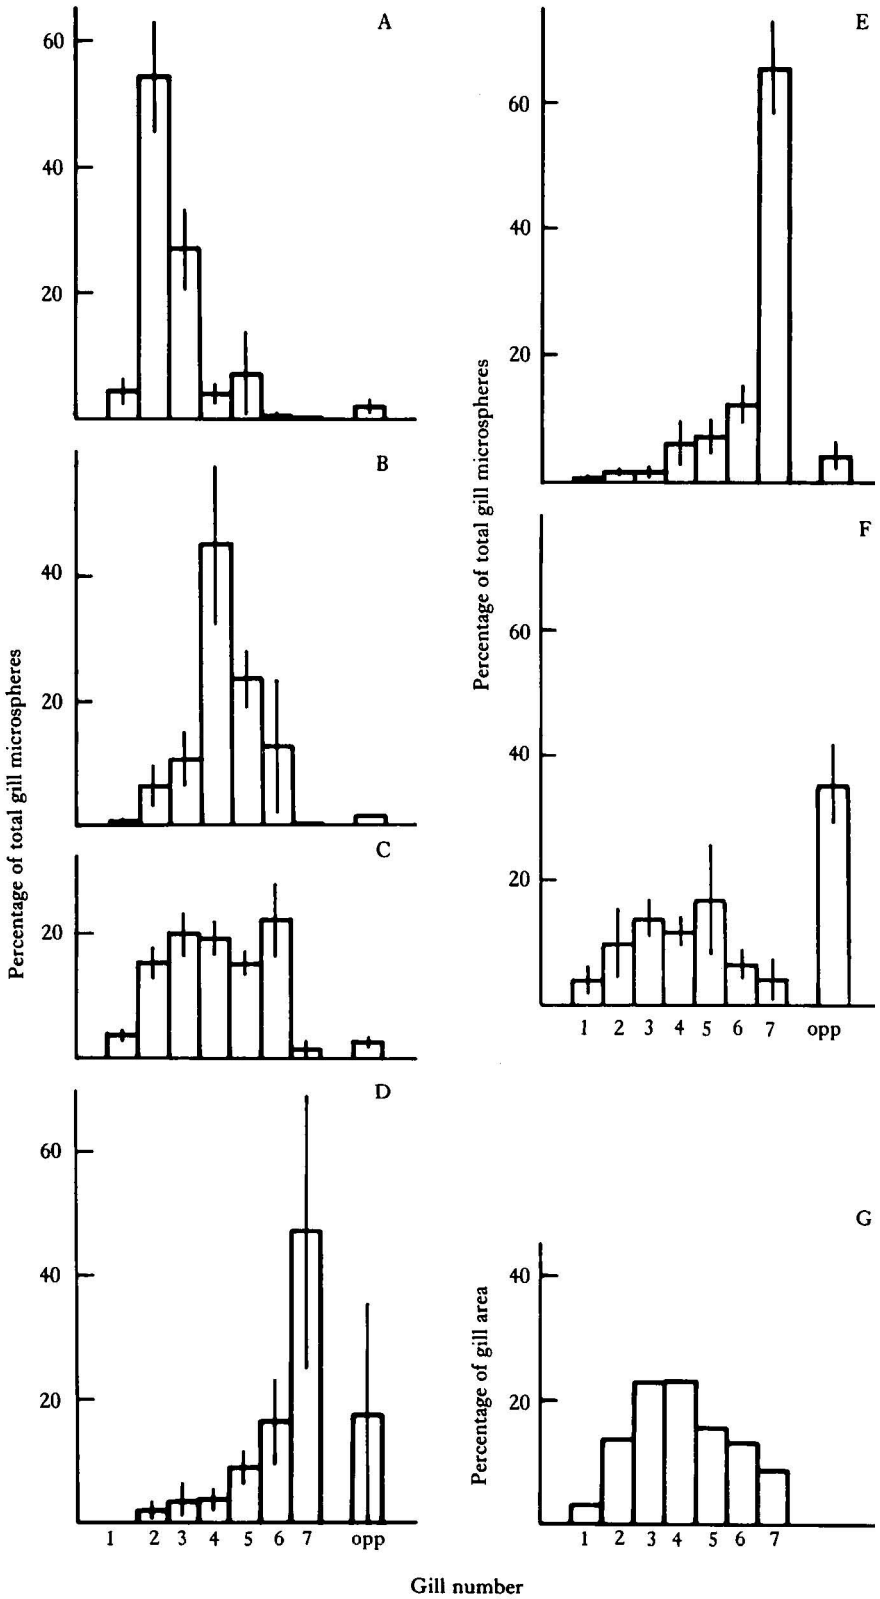 A
60
40
20
B
40
20
C
20
D
60
40
20
1 2 3 4 5 6 7 opp
Percentage of total gill microspheres
E
60
40
20
F
60
40
20
1 2 3 4 5 6 7 opp
Percentage of total gill microspheres
G
40
20
1 2 3 4 5 6 7
Percentage of gill area
Gill number